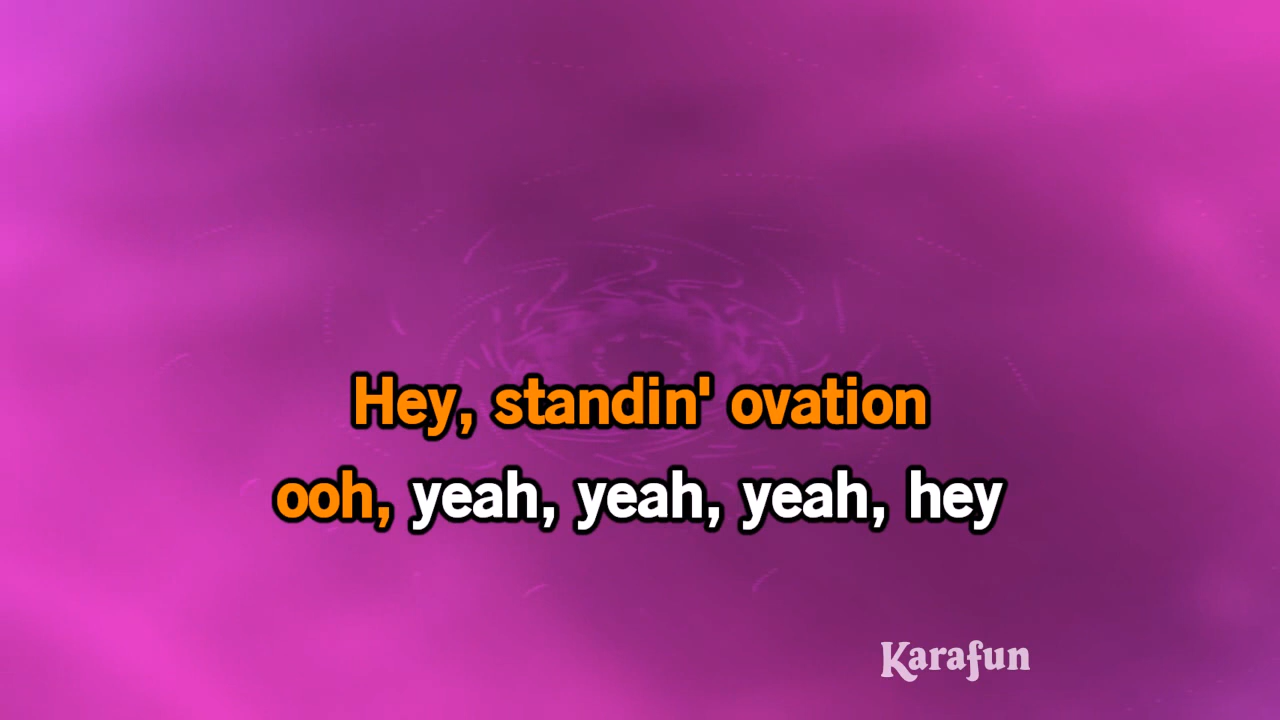 Hey, standin' ovation
ooh, yeah, yeah, yeah, hey
Karafun